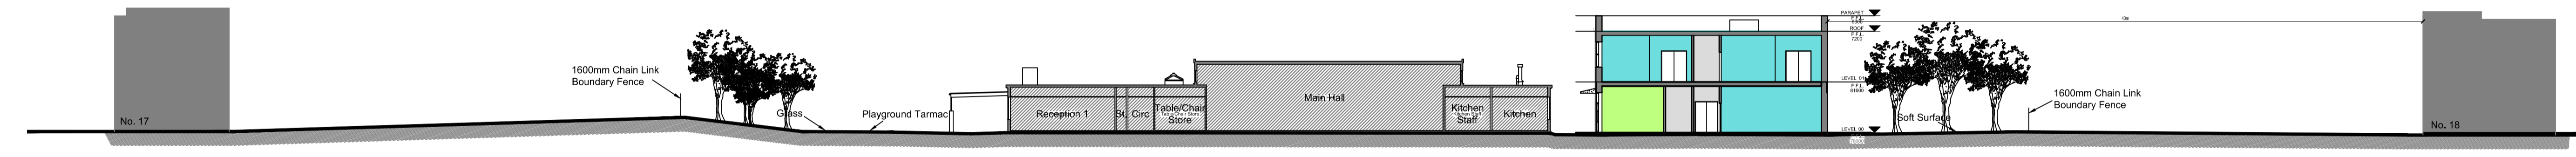 No. 17
1600mm Chain Link
Boundary Fence
Grass
Playground Tarmac
Reception 1
St.
Circ
Table/Chair
Store
Main Hall
Kitchen
Staff
Kitchen
PARAPET
F.F.L.
ROOF
F.F.L.
7200
LEVEL 01
F.F.L.
LEVEL 00
Soft Surface
1600mm Chain Link
Boundary Fence
No. 18